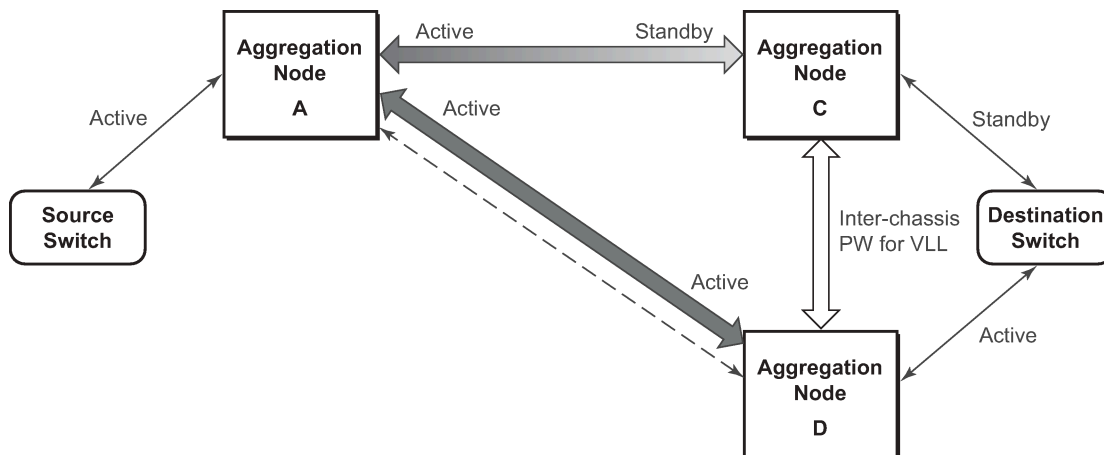 Active
Standby
Aggregation
Node
A
Aggregation
Node
C
Active
Active
Standby
Source
Switch
Inter-chassis
PW for VLL
Destination
Switch
Active
Active
Aggregation
Node
D